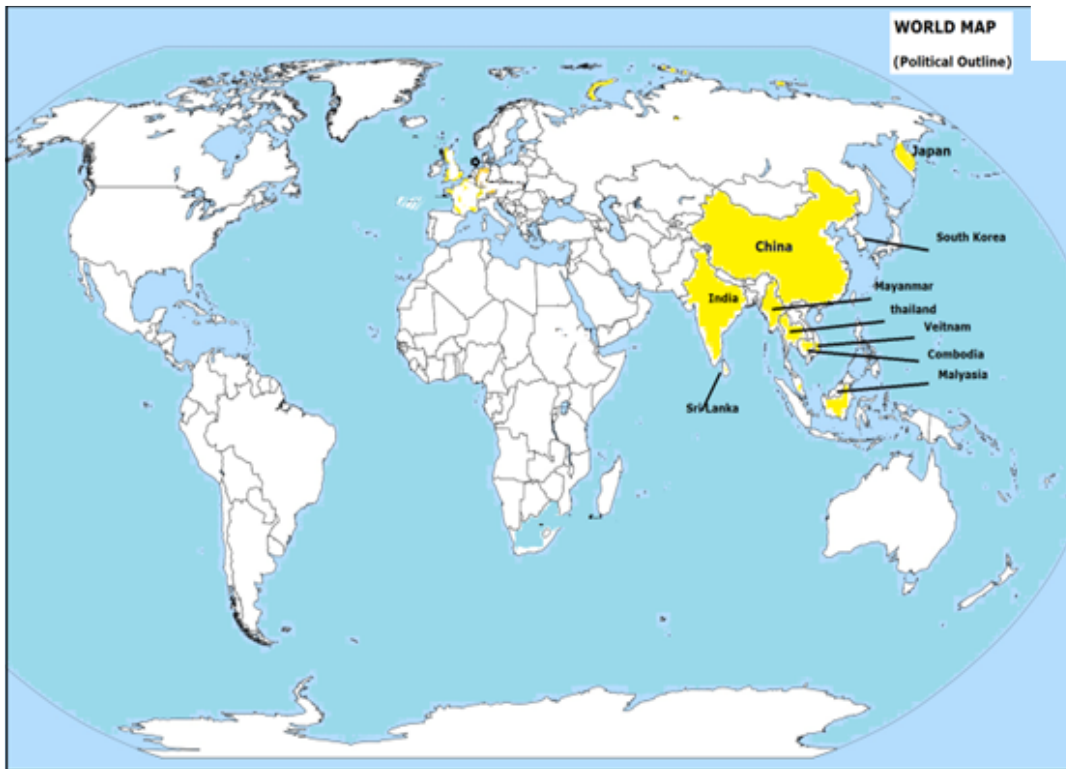 WORLD MAP
(Political Outline)
Japan
South Korea
China
Mayanmar
India
thailand
Veitnam
Combodia
Malyasia
Sri Lanka